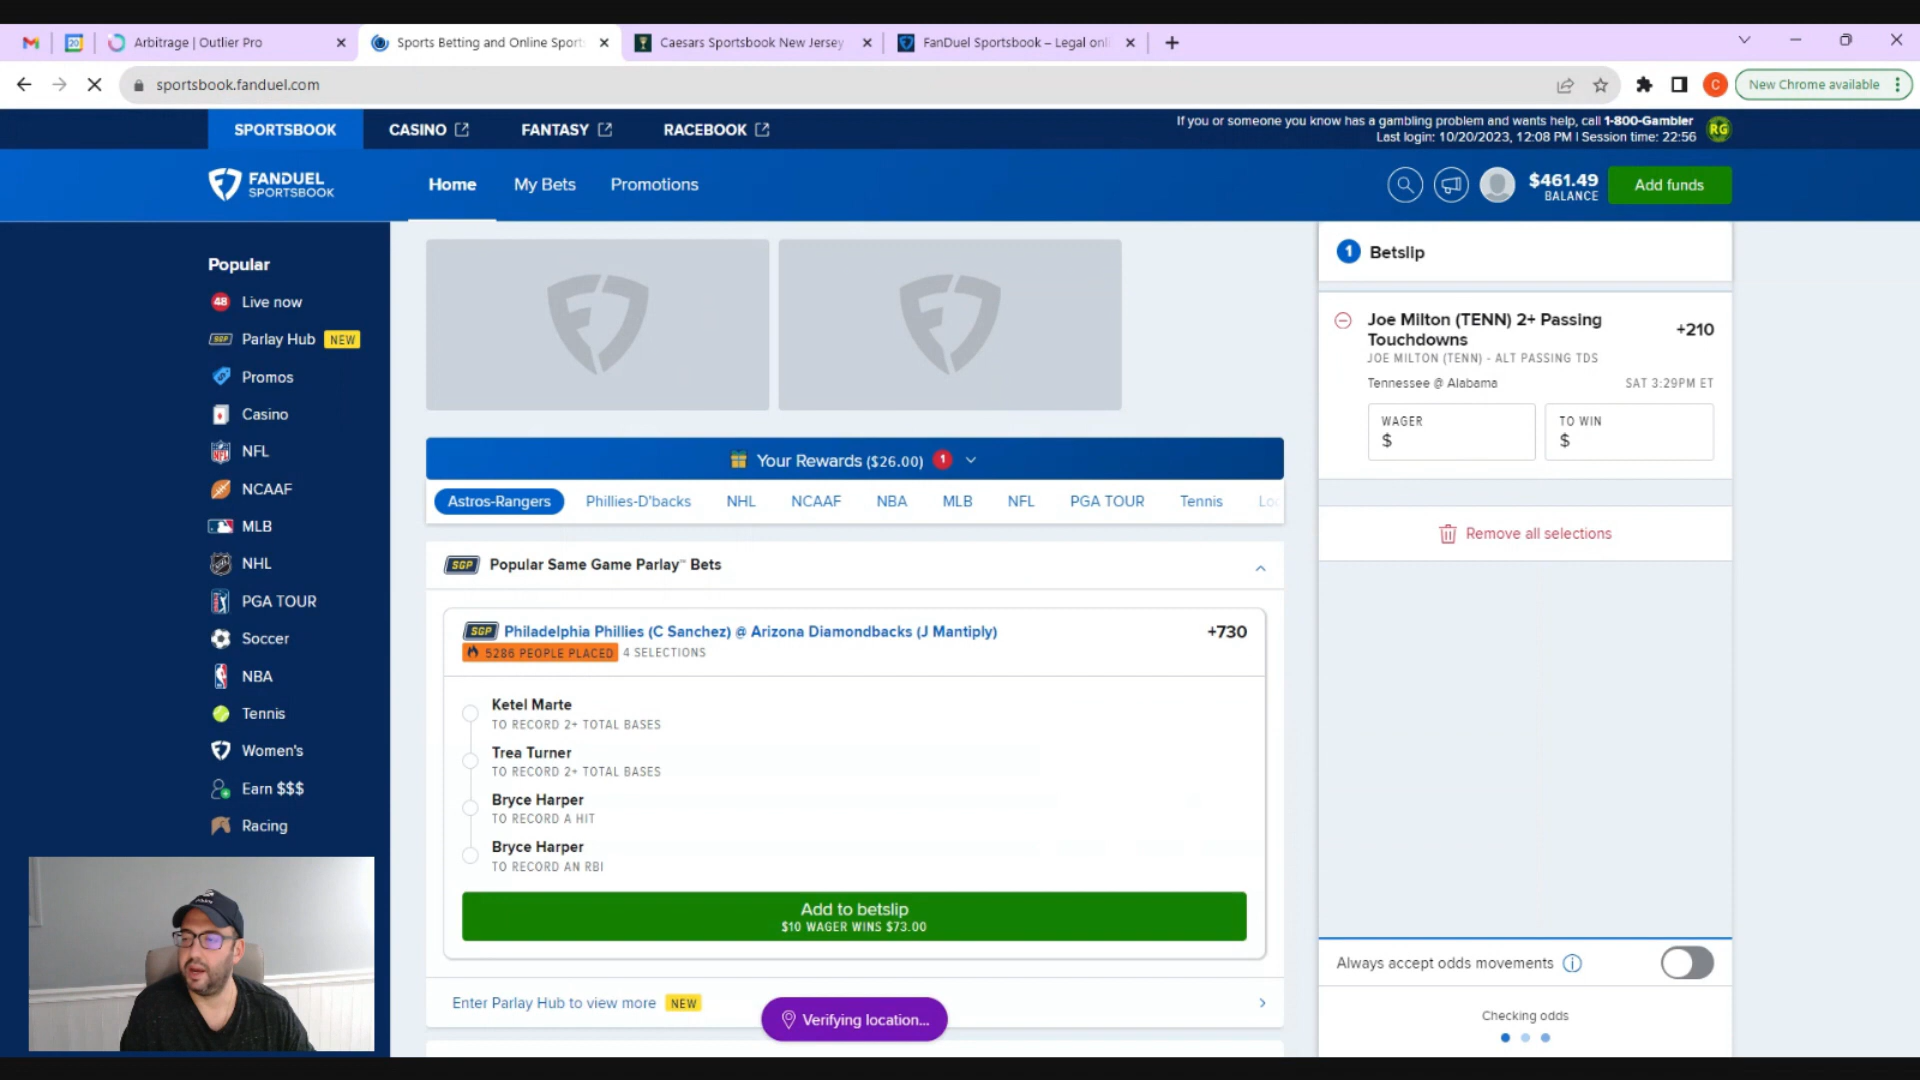 Arbitrage | Outlier Pro
Sports Betting and Online Sport
Caesars Sportsbook New Jersey
FanDuel Sportsbook – Legal onli
sportsbook.fanduel.com
New Chrome available
C
20
SPORTSBOOK
CASINO
FANTASY
RACEBOOK
If you or someone you know has a gambling problem and wants help, call 1-800-Gambler
Last login: 10/20/2023, 12:08 PM | Session time: 22:56
RG
FANDUEL
SPORTSBOOK
Home
My Bets
Promotions
$461.49
BALANCE
Add funds
Popular
48 Live now
SGP Parlay Hub NEW
Promos
Casino
NFL
NCAAF
MLB
NHL
PGA TOUR
Soccer
NBA
Tennis
Women's
Earn $$$
Racing
Your Rewards ($26.00) 1
Astros-Rangers
Phillies-D'backs
NHL
NCAAF
NBA
MLB
NFL
PGA TOUR
Tennis
SGP Popular Same Game Parlay™ Bets
SGP Philadelphia Phillies (C Sanchez) @ Arizona Diamondbacks (J Mantiply)
+730
5286 PEOPLE PLACED 4 SELECTIONS
Ketel Marte
TO RECORD 2+ TOTAL BASES
Trea Turner
TO RECORD 2+ TOTAL BASES
Bryce Harper
TO RECORD A HIT
Bryce Harper
TO RECORD AN RBI
Add to betslip
$10 WAGER WINS $73.00
Enter Parlay Hub to view more NEW
Verifying location...
1 Betslip
Joe Milton (TENN) 2+ Passing
Touchdowns
+210
JOE MILTON (TENN) - ALT PASSING TDS
Tennessee @ Alabama
SAT 3:29PM ET
WAGER
$
TO WIN
$
Remove all selections
Always accept odds movements
Checking odds